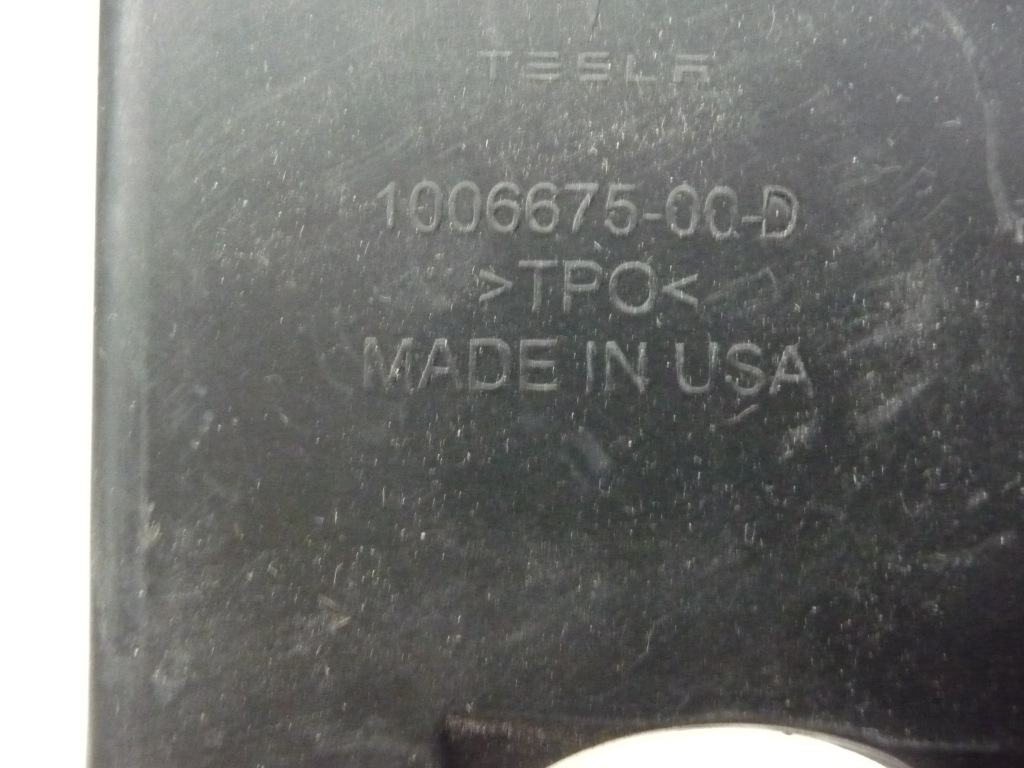 TESLA
1006675-00-D
>TPO<
MADE IN USA